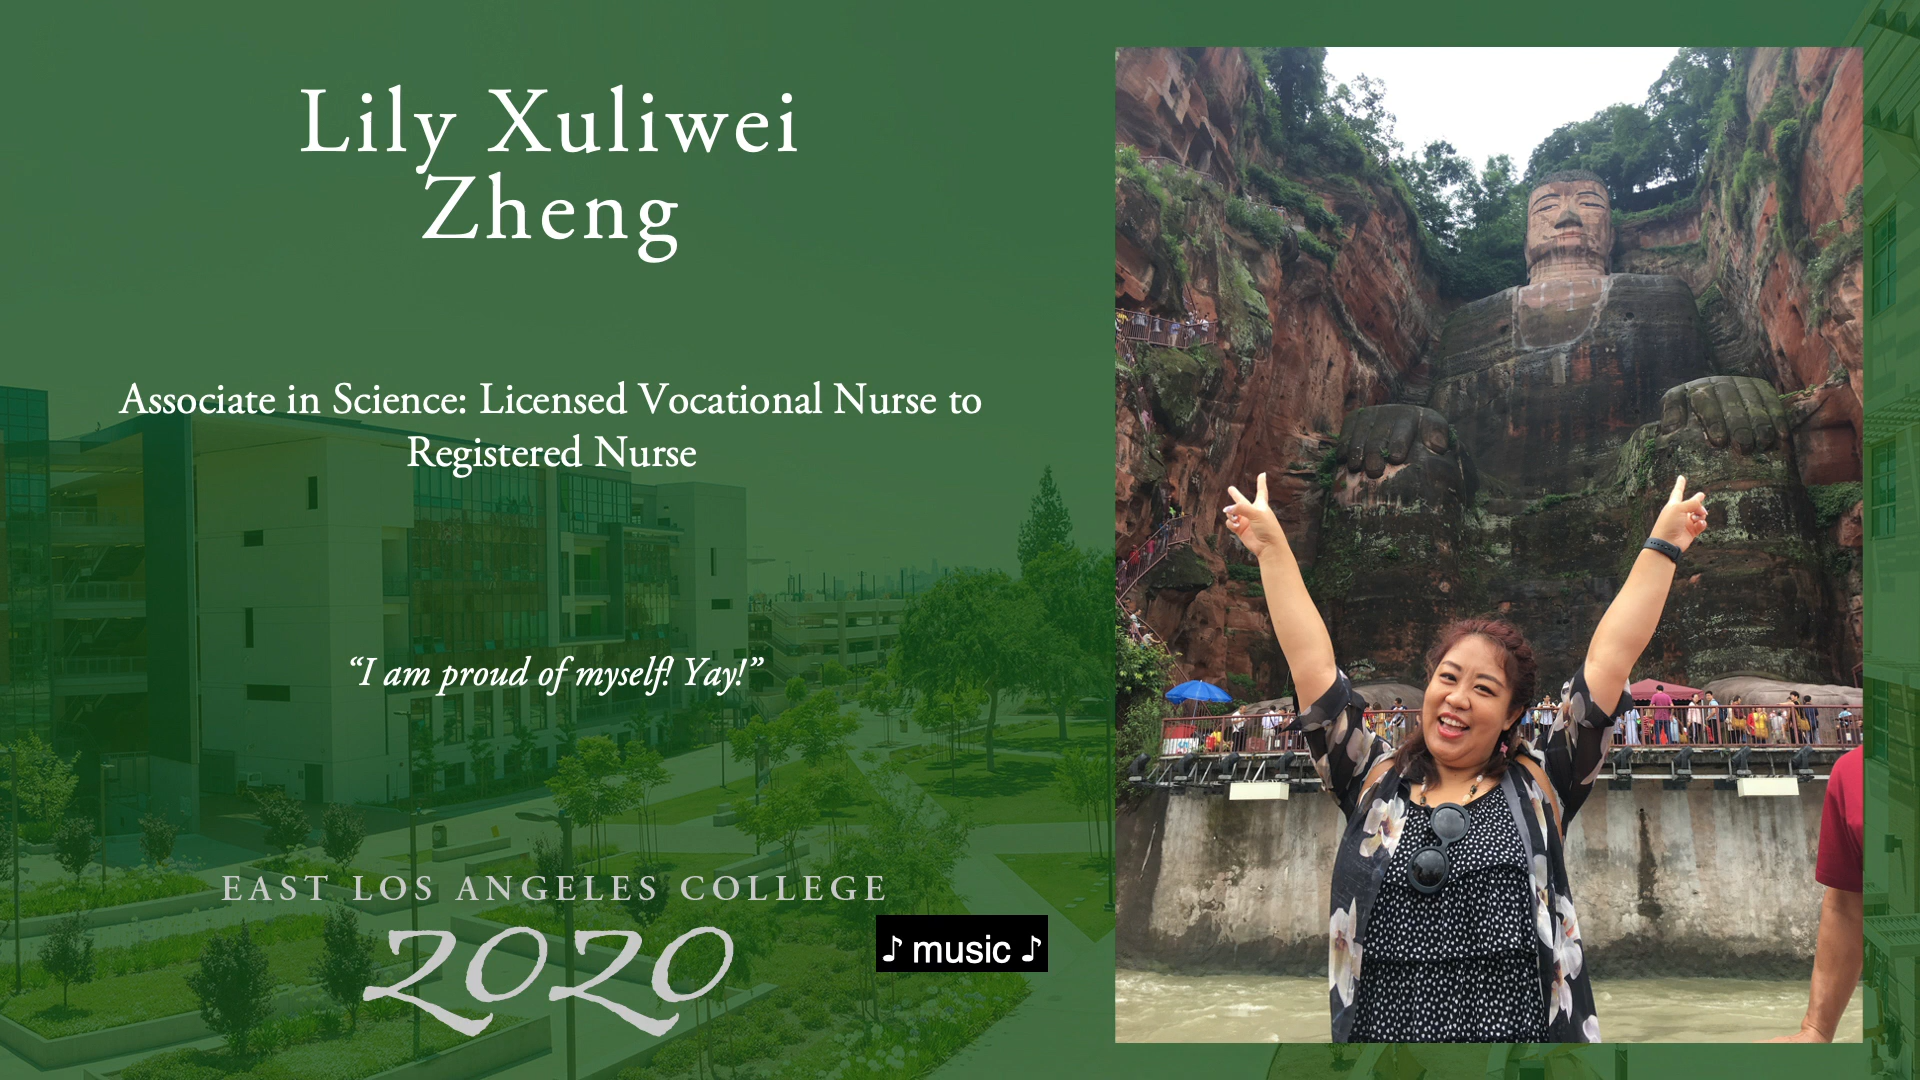 Lily Xuliwei
Zheng
Associate in Science: Licensed Vocational Nurse to
Registered Nurse
“I am proud of myself! Yay!”
EAST LOS ANGELES COLLEGE
2020
♪ music ♪